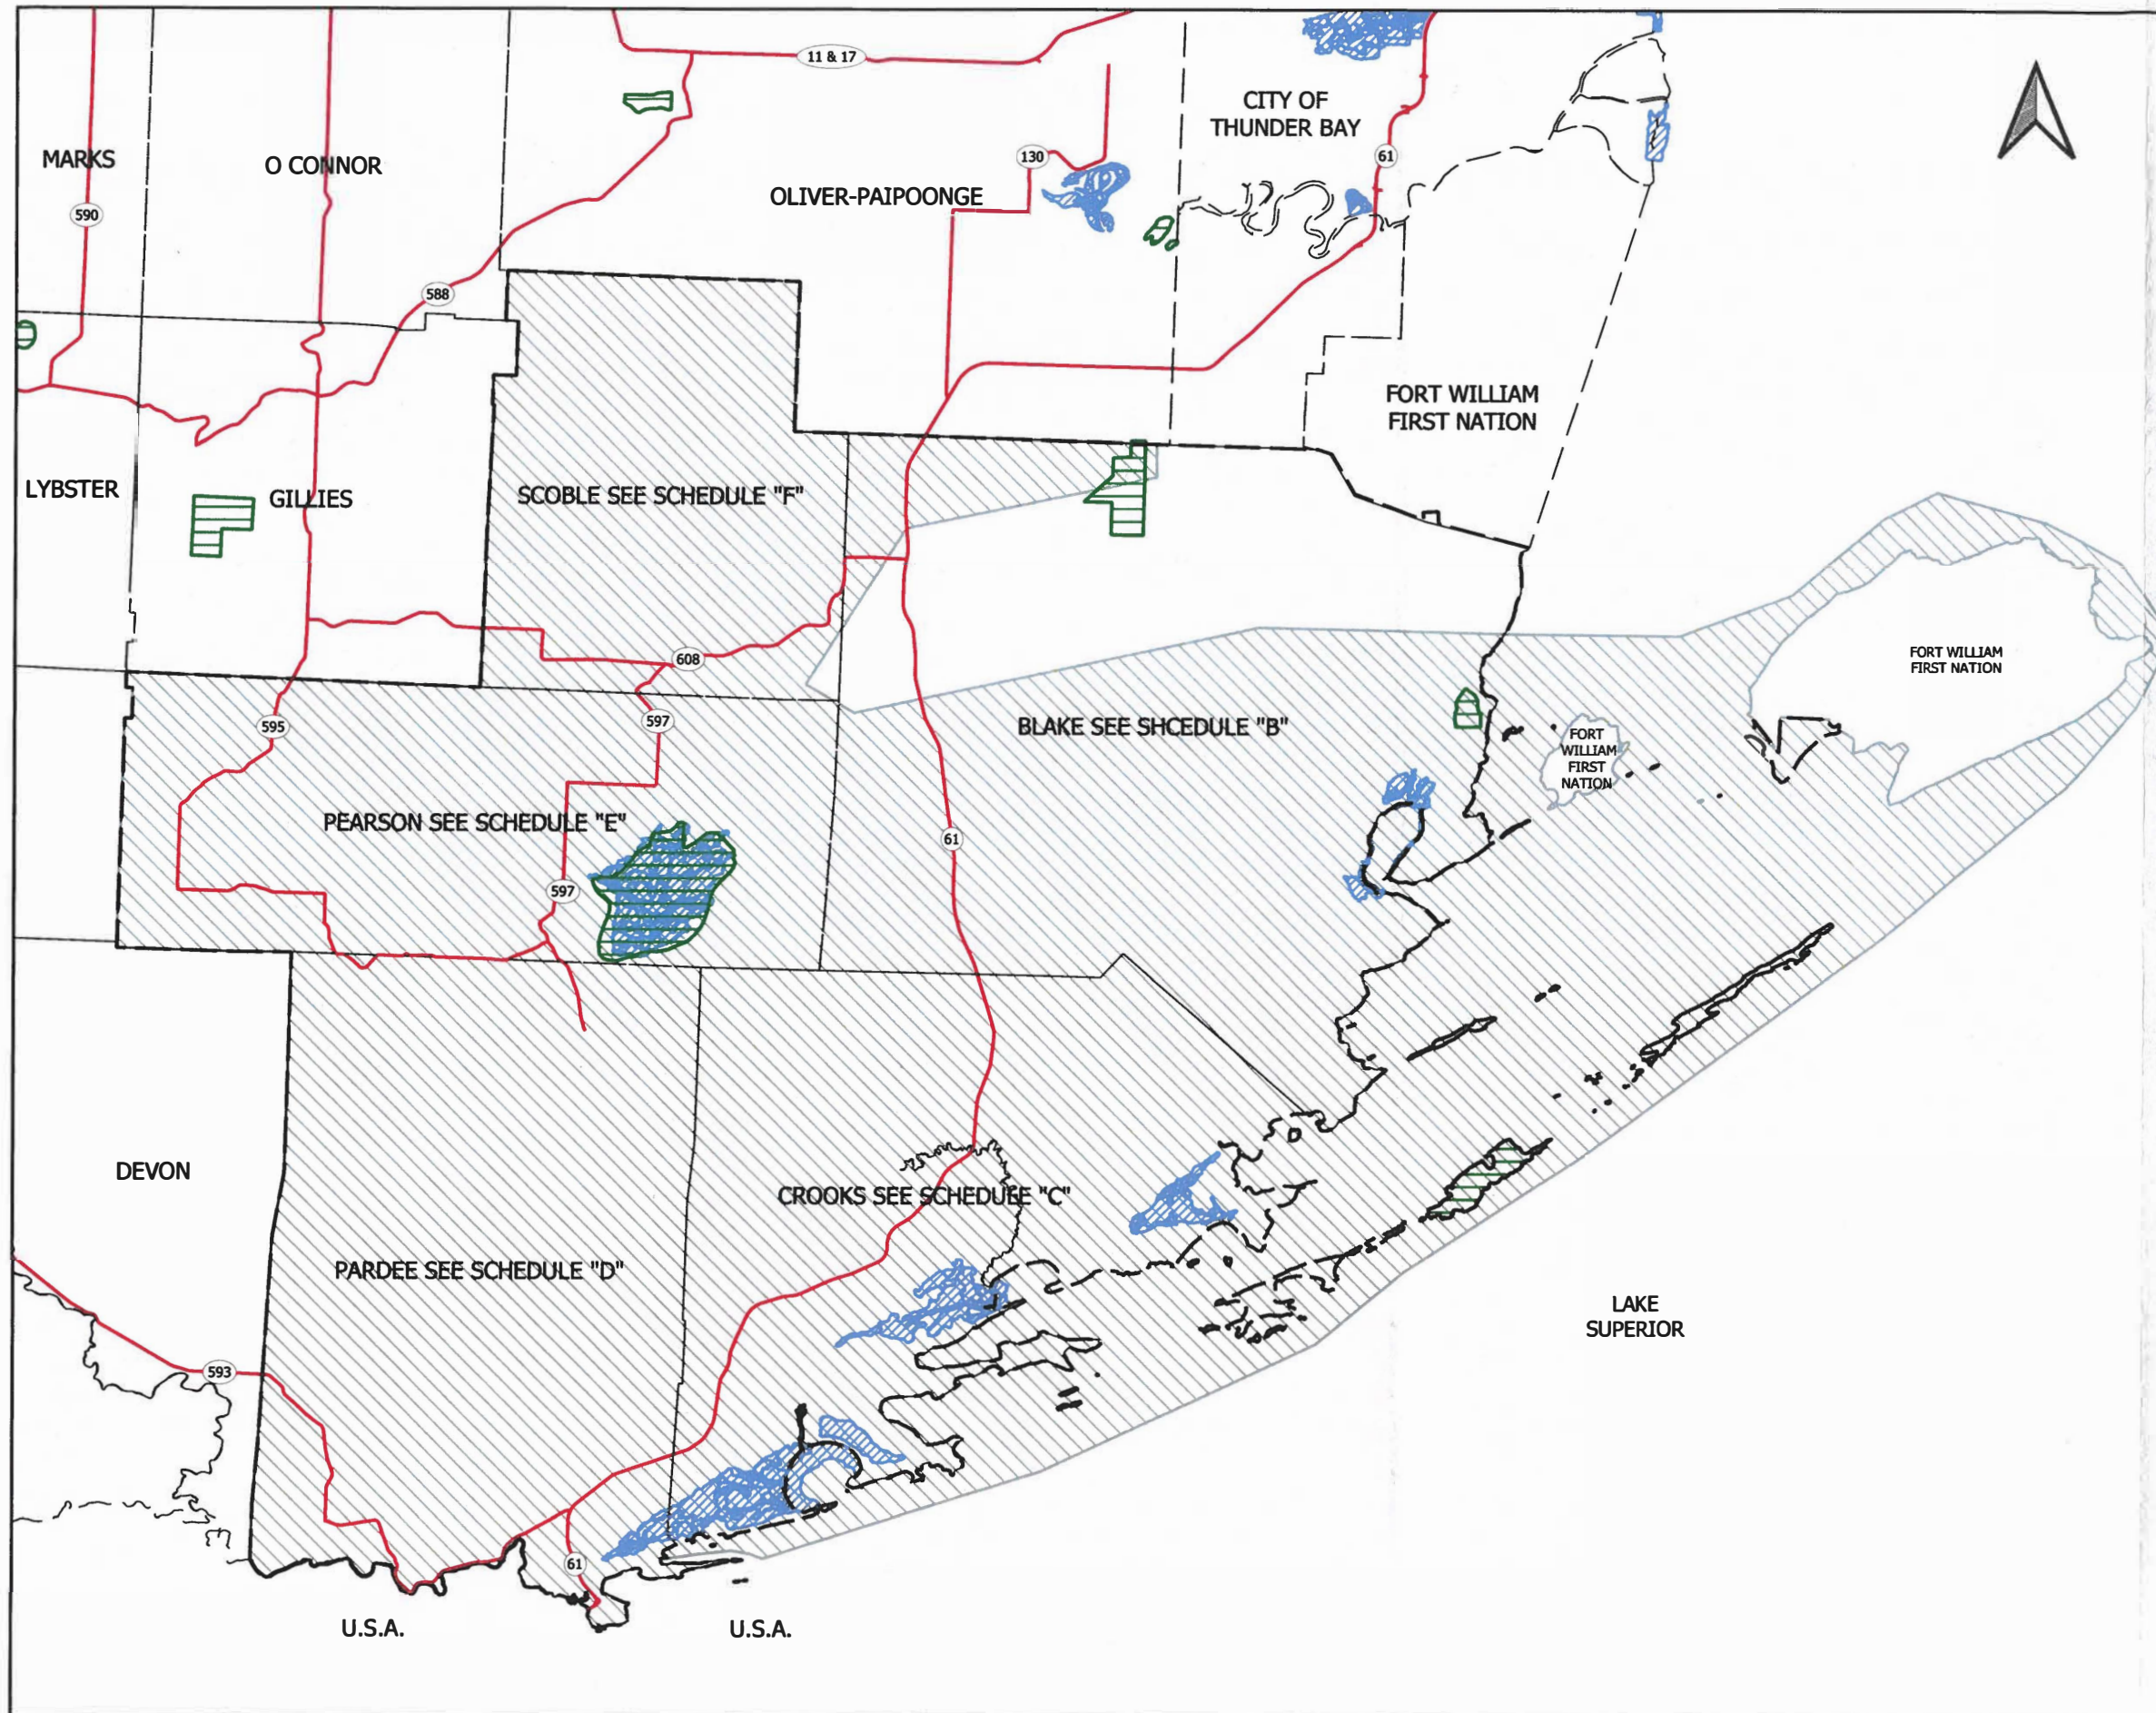 11 & 17
CITY OF
THUNDER BAY
MARKS
O CONNOR
130
61
OLIVER-PAIPOONGE
590
588
FORT WILLIAM
FIRST NATION
LYBSTER
GILLIES
SCOBLE SEE SCHEDULE "F"
608
FORT WILLIAM
FIRST NATION
595
597
BLAKE SEE SHCEDULE "B"
FORT
WILLIAM
FIRST
NATION
PEARSON SEE SCHEDULE "E"
61
597
DEVON
CROOKS SEE SCHEDULE "C"
PARDEE SEE SCHEDULE "D"
LAKE
SUPERIOR
593
61
U.S.A.
U.S.A.